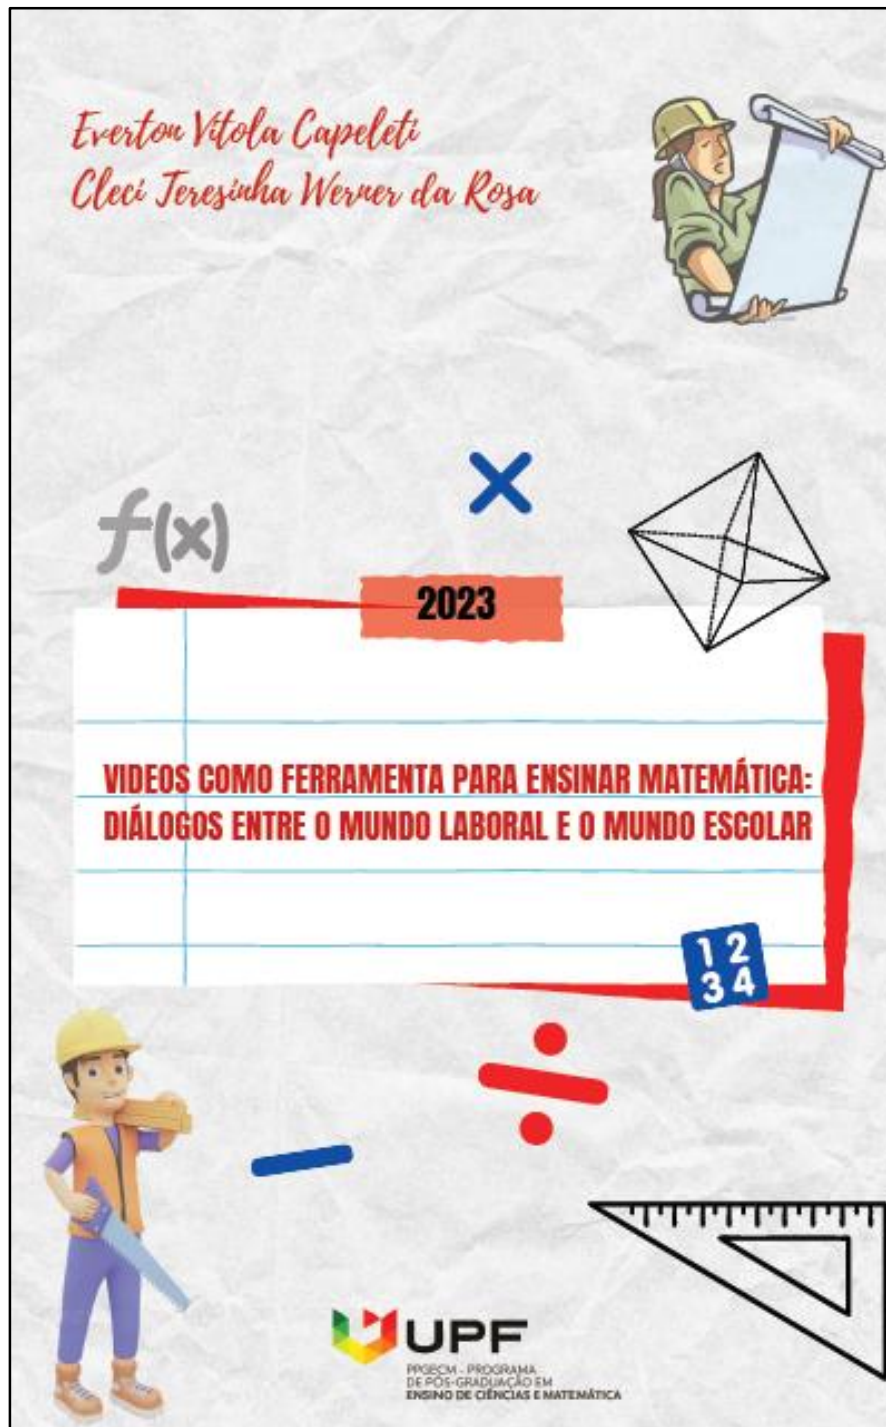 Everton Vitola Capeleti
Cleci Teresinha Werner da Rosa
f(x)
2023
VIDEOS COMO FERRAMENTA PARA ENSINAR MATEMÁTICA:
DIÁLOGOS ENTRE O MUNDO LABORAL E O MUNDO ESCOLAR
1 2
3 4
UPF
PPGECM - PROGRAMA
DE PÓS-GRADUAÇÃO EM
ENSINO DE CIÊNCIAS E MATEMÁTICA